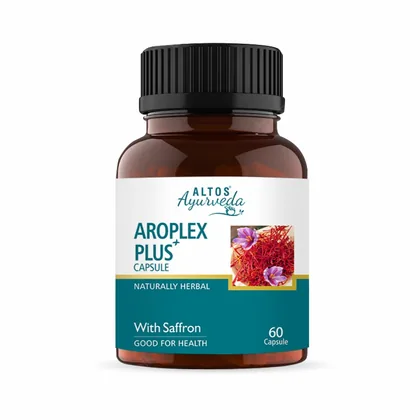 ALTOS®
Ayurveda
AROPLEX
PLUS+
CAPSULE
NATURALLY HERBAL
With Saffron
GOOD FOR HEALTH
60
Capsule